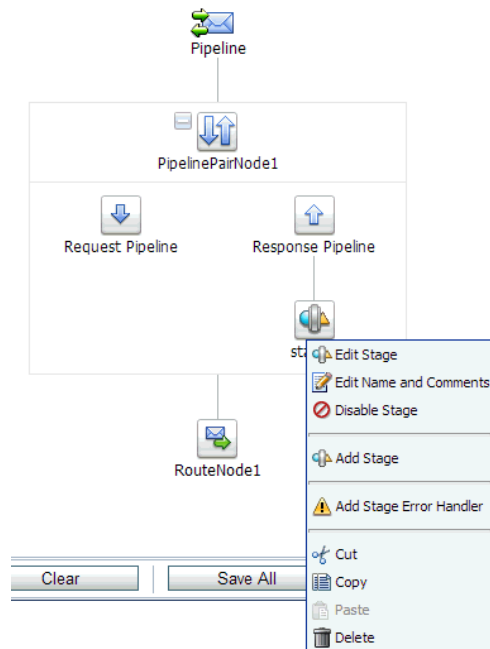 Pipeline
PipelinePairNode1
Request Pipeline
Response Pipeline
Edit Stage
Edit Name and Comments
Disable Stage
Add Stage
RouteNode1
Add Stage Error Handler
Cut
Clear
Save All
Copy
Paste
Delete